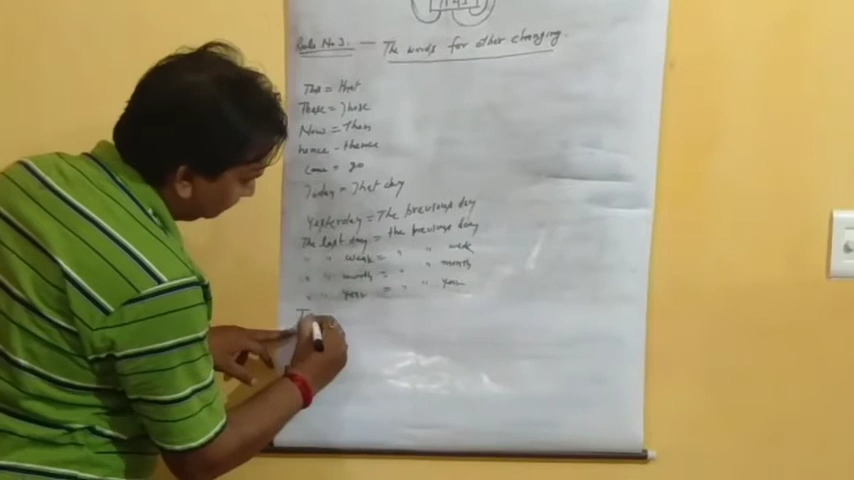 Rule No 3. — The words for other changing.
This = that
These = Those
Now = Then
hence - thence
come = go
Today = That day
Yesterday = The previous day
The last day = the previous day
" " week = " " week
" " month = " " month
" " year = " " year
T